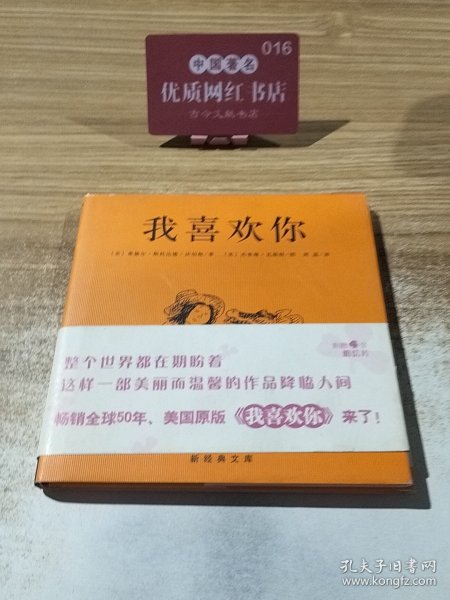 016
中国著名
优质网红书店
古今文献书店
我喜欢你
整个世界都在期盼着
这样一部美丽而温馨的作品降临人间
畅销全球50年、美国原版《我喜欢你》来了!
新经典文库
孔夫子旧书网
www.kongfz.com